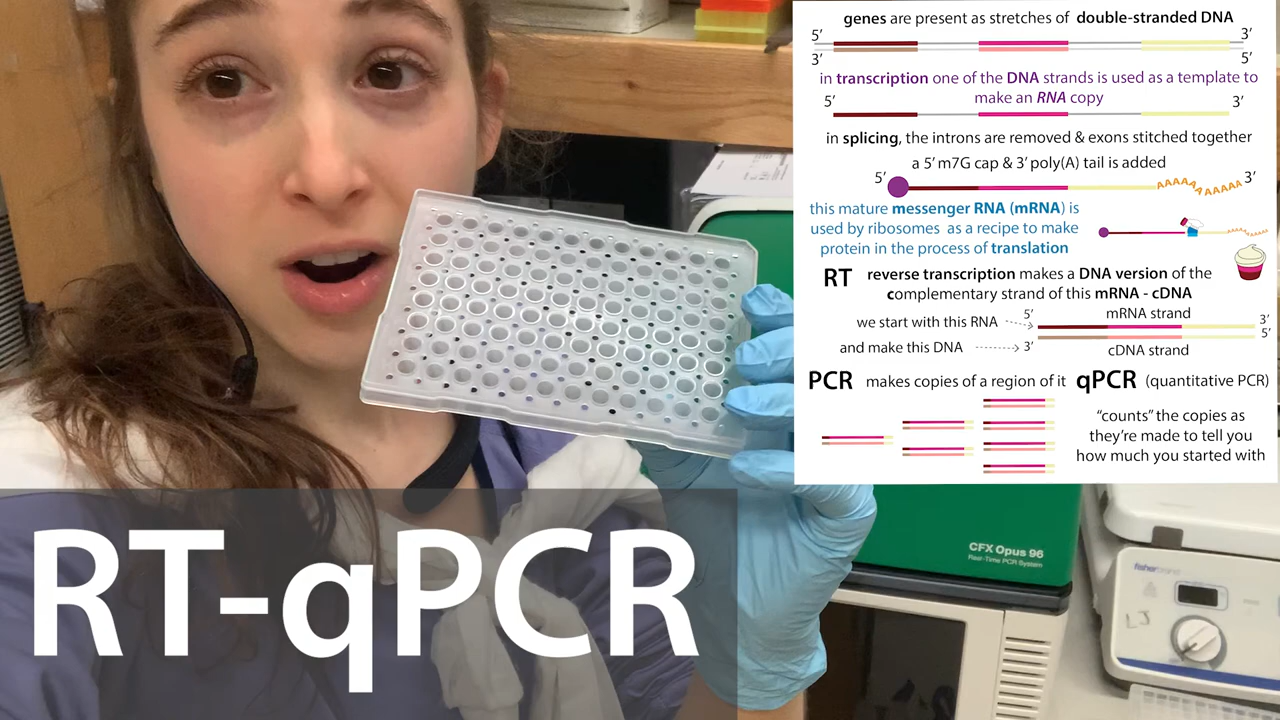 genes are present as stretches of double-stranded DNA
5’ 3’
3’ 5’
in transcription one of the DNA strands is used as a template to
make an RNA copy
5’ 3’
in splicing, the introns are removed & exons stitched together
a 5’ m7G cap & 3’ poly(A) tail is added
5’ AAAAAAAAAA 3’
this mature messenger RNA (mRNA) is
used by ribosomes as a recipe to make
protein in the process of translation
RT reverse transcription makes a DNA version of the
complementary strand of this mRNA - cDNA
mRNA strand
we start with this RNA 5’ 3’
and make this DNA 3’ 5’
cDNA strand
PCR makes copies of a region of it qPCR (quantitative PCR)
“counts” the copies as
they’re made to tell you
how much you started with
RT-qPCR
CFX Opus 96
Real-Time PCR System
fisherbrand